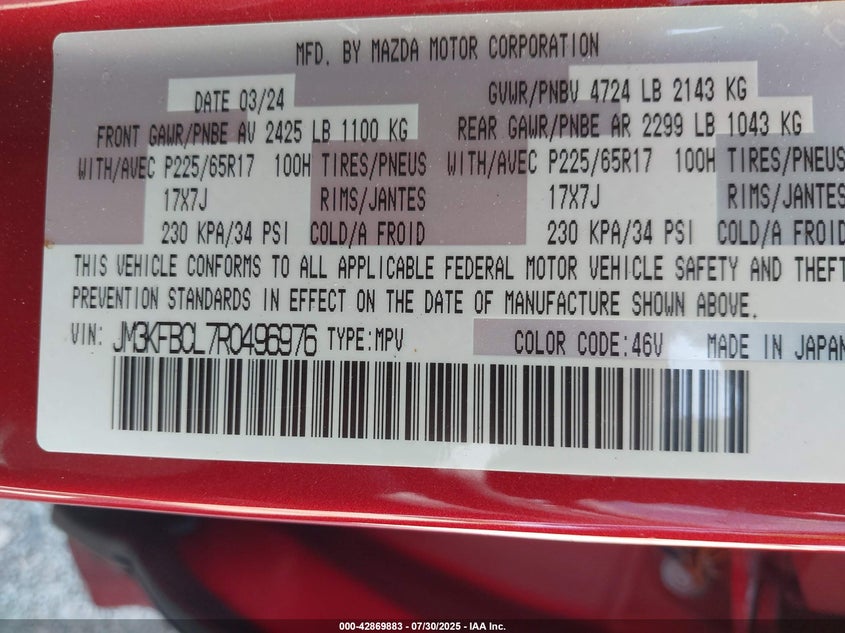 MFD. BY MAZDA MOTOR CORPORATION
DATE 03/24 GVWR/PNBV 4724 LB 2143 KG
FRONT GAWR/PNBE AV 2425 LB 1100 KG REAR GAWR/PNBE AR 2299 LB 1043 KG
WITH/AVEC P225/65R17 100H TIRES/PNEUS WITH/AVEC P225/65R17 100H TIRES/PNEUS
17X7J RIMS/JANTES 17X7J RIMS/JANTES
230 KPA/34 PSI COLD/A FROID 230 KPA/34 PSI COLD/A FROID
THIS VEHICLE CONFORMS TO ALL APPLICABLE FEDERAL MOTOR VEHICLE SAFETY AND THEFT
PREVENTION STANDARDS IN EFFECT ON THE DATE OF MANUFACTURE SHOWN ABOVE.
VIN: JM3KFBCL7R0496976 TYPE:MPV COLOR CODE:46V MADE IN JAPAN
000-42869883 - 07/30/2025 - IAA Inc.